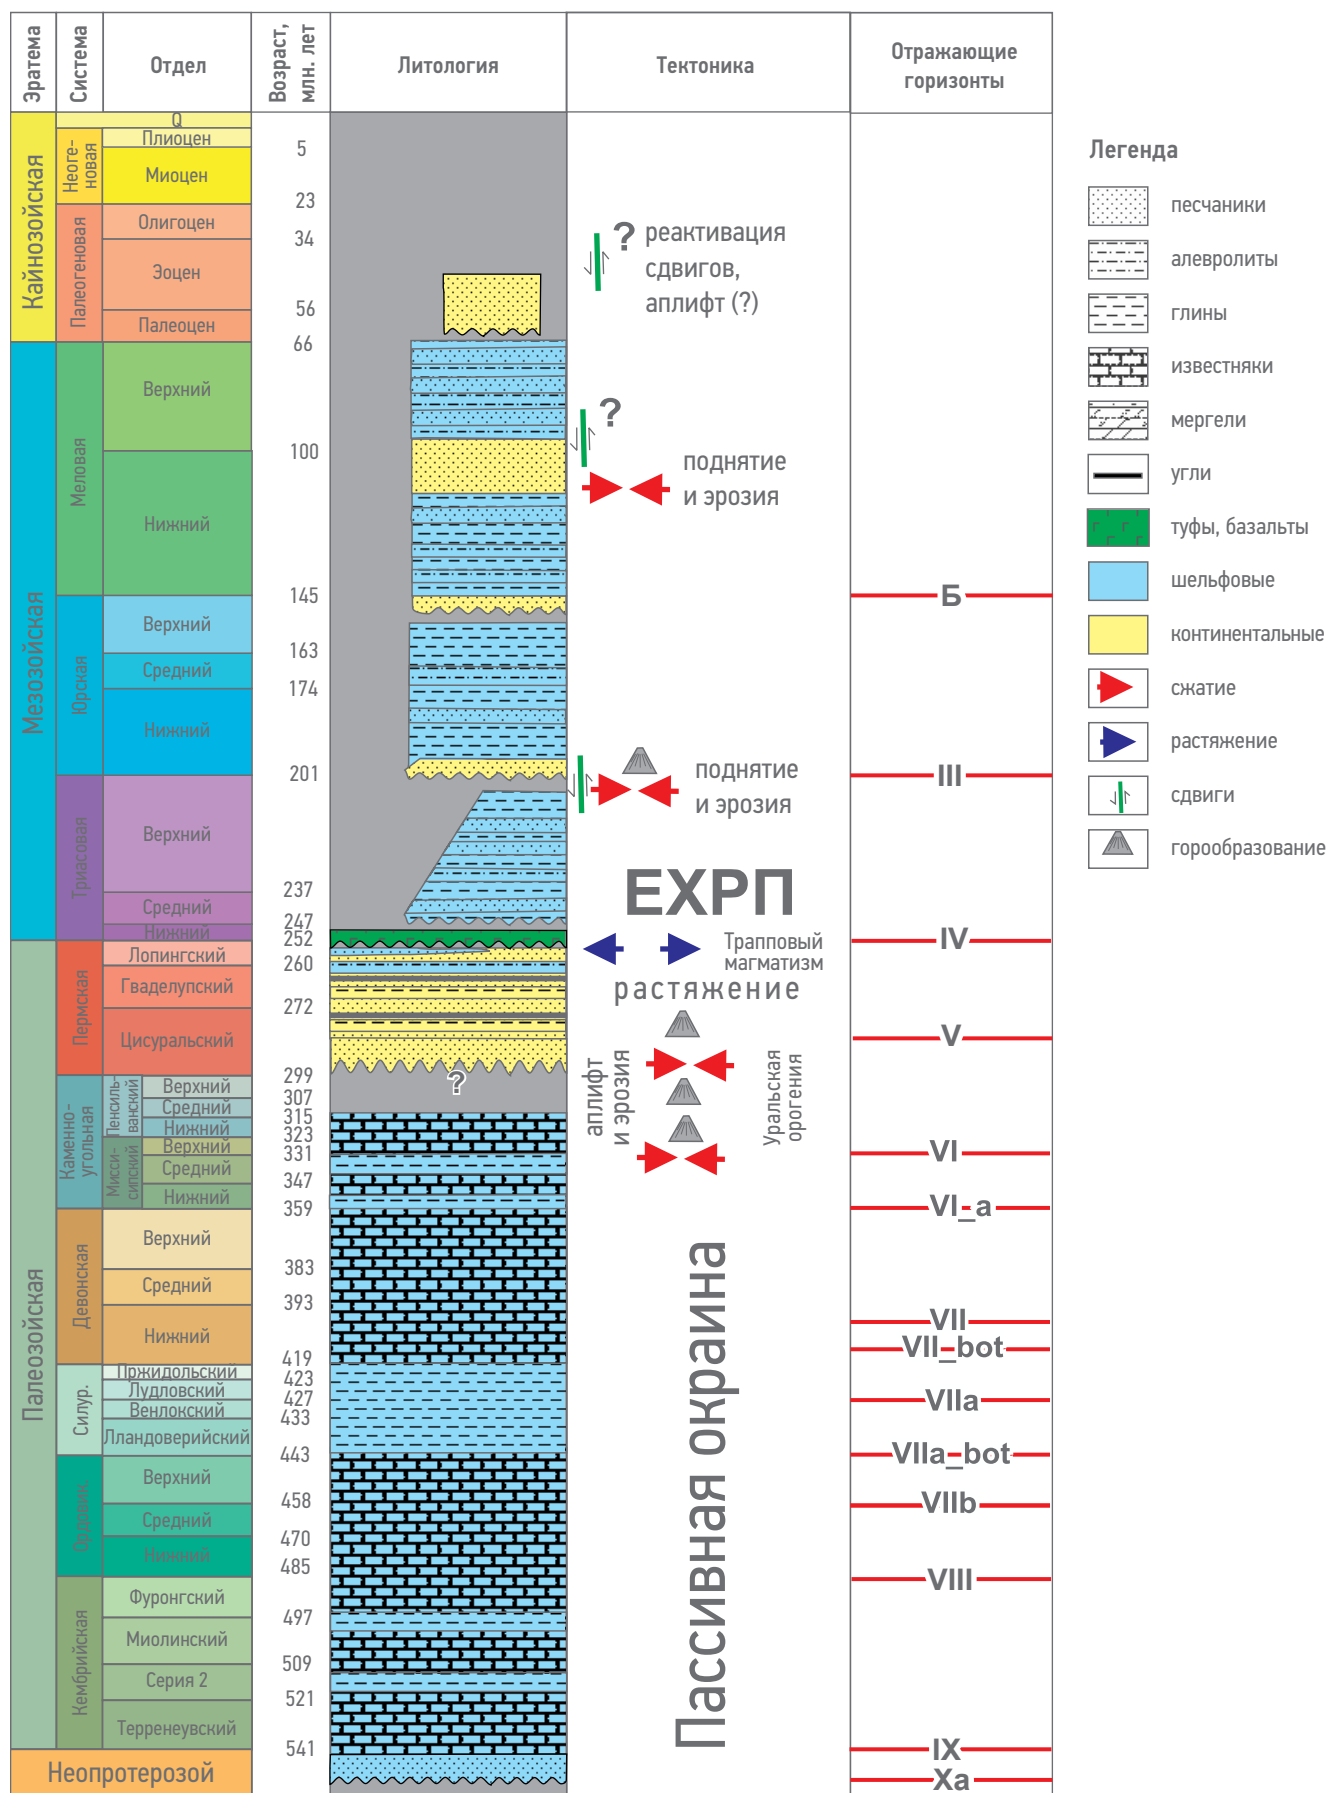 Эратема
Система
Отдел
Возраст,
млн. лет
Литология
Тектоника
Отражающие
горизонты
Кайнозойская
Q
Неоге-
новая
Плиоцен
Миоцен
Палеогеновая
Олигоцен
Эоцен
Палеоцен
Мезозойская
Меловая
Верхний
Нижний
Юрская
Верхний
Средний
Нижний
Триасовая
Верхний
Средний
Нижний
Палеозойская
Пермская
Лопингский
Гваделупский
Цисуральский
Каменно-
угольная
Пенсиль-
ванский
Верхний
Средний
Нижний
Мисси-
сипский
Верхний
Средний
Нижний
Девонская
Верхний
Средний
Нижний
Силур.
Пржидольский
Лудловский
Венлокский
Лландоверийский
Ордовик.
Верхний
Средний
Нижний
Кембрийская
Фуронгский
Миолинский
Серия 2
Терренеувский
Неопротерозой
5
23
34
56
66
100
145
163
174
201
237
247
252
260
272
299
307
315
323
331
347
359
383
393
419
423
427
433
443
458
470
485
497
509
521
541
?
? реактивация
сдвигов,
аплифт (?)
?
поднятие
и эрозия
поднятие
и эрозия
ЕХРП
Трапповый
магматизм
растяжение
аплифт
и эрозия
Уральская
орогения
Пассивная окраина
Б
III
IV
V
VI
VI_a
VII
VII_bot
VIIa
VIIa_bot
VIIb
VIII
IX
Xa
Легенда
песчаники
алевролиты
глины
известняки
мергели
угли
туфы, базальты
шельфовые
континентальные
сжатие
растяжение
сдвиги
горообразование